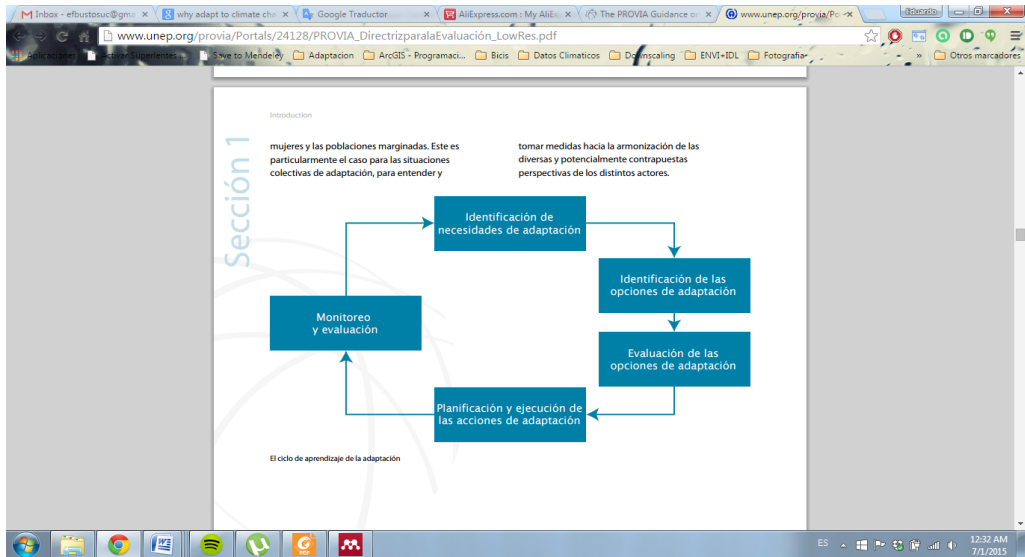 Inbox - efbustosuc@gma
why adapt to climate cha
Google Traductor
AliExpress.com : My AliEx
The PROVIA Guidance or
www.unep.org/provia/Po
Eduardo
www.unep.org/provia/Portals/24128/PROVIA_DirectrizparalaEvaluación_LowRes.pdf
Aplicaciones
Save to Mendeley
Adaptacion
ArcGIS - Programaci...
Bicis
Datos Climaticos
Downscaling
ENVI+IDL
Fotografia
»
Otros marcadores
Introduction
Sección 1
mujeres y las poblaciones marginadas. Este es
particularmente el caso para las situaciones
colectivas de adaptación, para entender y
tomar medidas hacia la armonización de las
diversas y potencialmente contrapuestas
perspectivas de los distintos actores.
Identificación de
necesidades de adaptación
Identificación de las
opciones de adaptación
Evaluación de las
opciones de adaptación
Planificación y ejecución de
las acciones de adaptación
Monitoreo
y evaluación
El ciclo de aprendizaje de la adaptación
ES
12:32 AM
7/1/2015